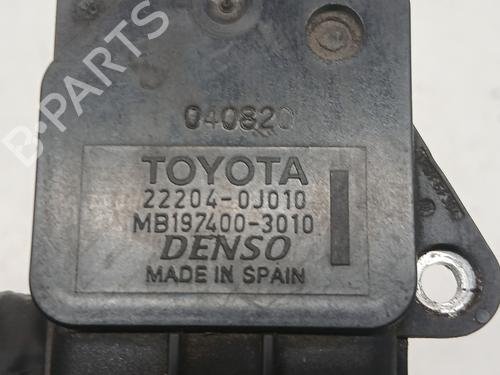 040820
TOYOTA
22204-0J010
MB197400-3010
DENSO
MADE IN SPAIN
B-PARTS